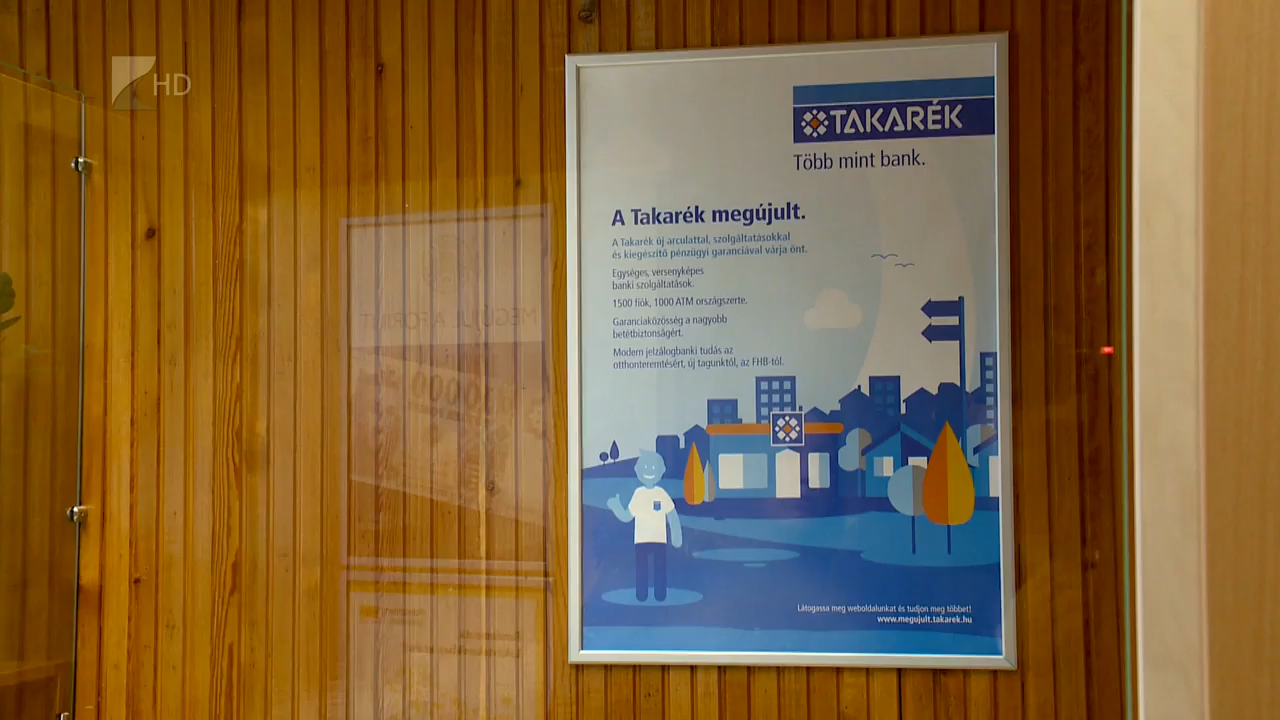 HD
TAKARÉK
Több mint bank.
A Takarék megújult.
A Takarék új arculattal, szolgáltatásokkal
és kiegészítő pénzügyi garanciával várja önt.
Egységes, versenyképes
banki szolgáltatások.
1500 fiók, 1000 ATM országszerte.
Garanciaközösség a nagyobb
betétbiztonságért.
Modern jelzálogbanki tudás az
otthonteremtésért, új tagunktól, az FHB-tól.
Látogassa meg weboldalunkat és tudjon meg többet!
www.megujult.takarek.hu
MEGÚJUL A FORINT